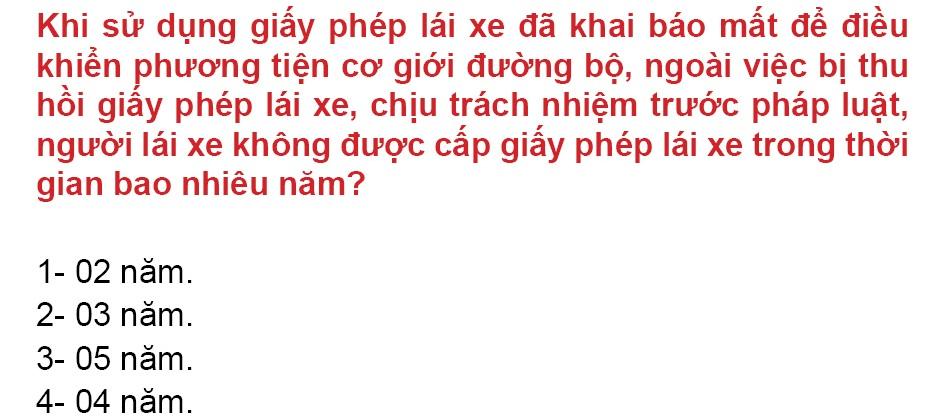 Khi sử dụng giấy phép lái xe đã khai báo mất để điều
khiển phương tiện cơ giới đường bộ, ngoài việc bị thu
hồi giấy phép lái xe, chịu trách nhiệm trước pháp luật,
người lái xe không được cấp giấy phép lái xe trong thời
gian bao nhiêu năm?
1- 02 năm.
2- 03 năm.
3- 05 năm.
4- 04 năm.